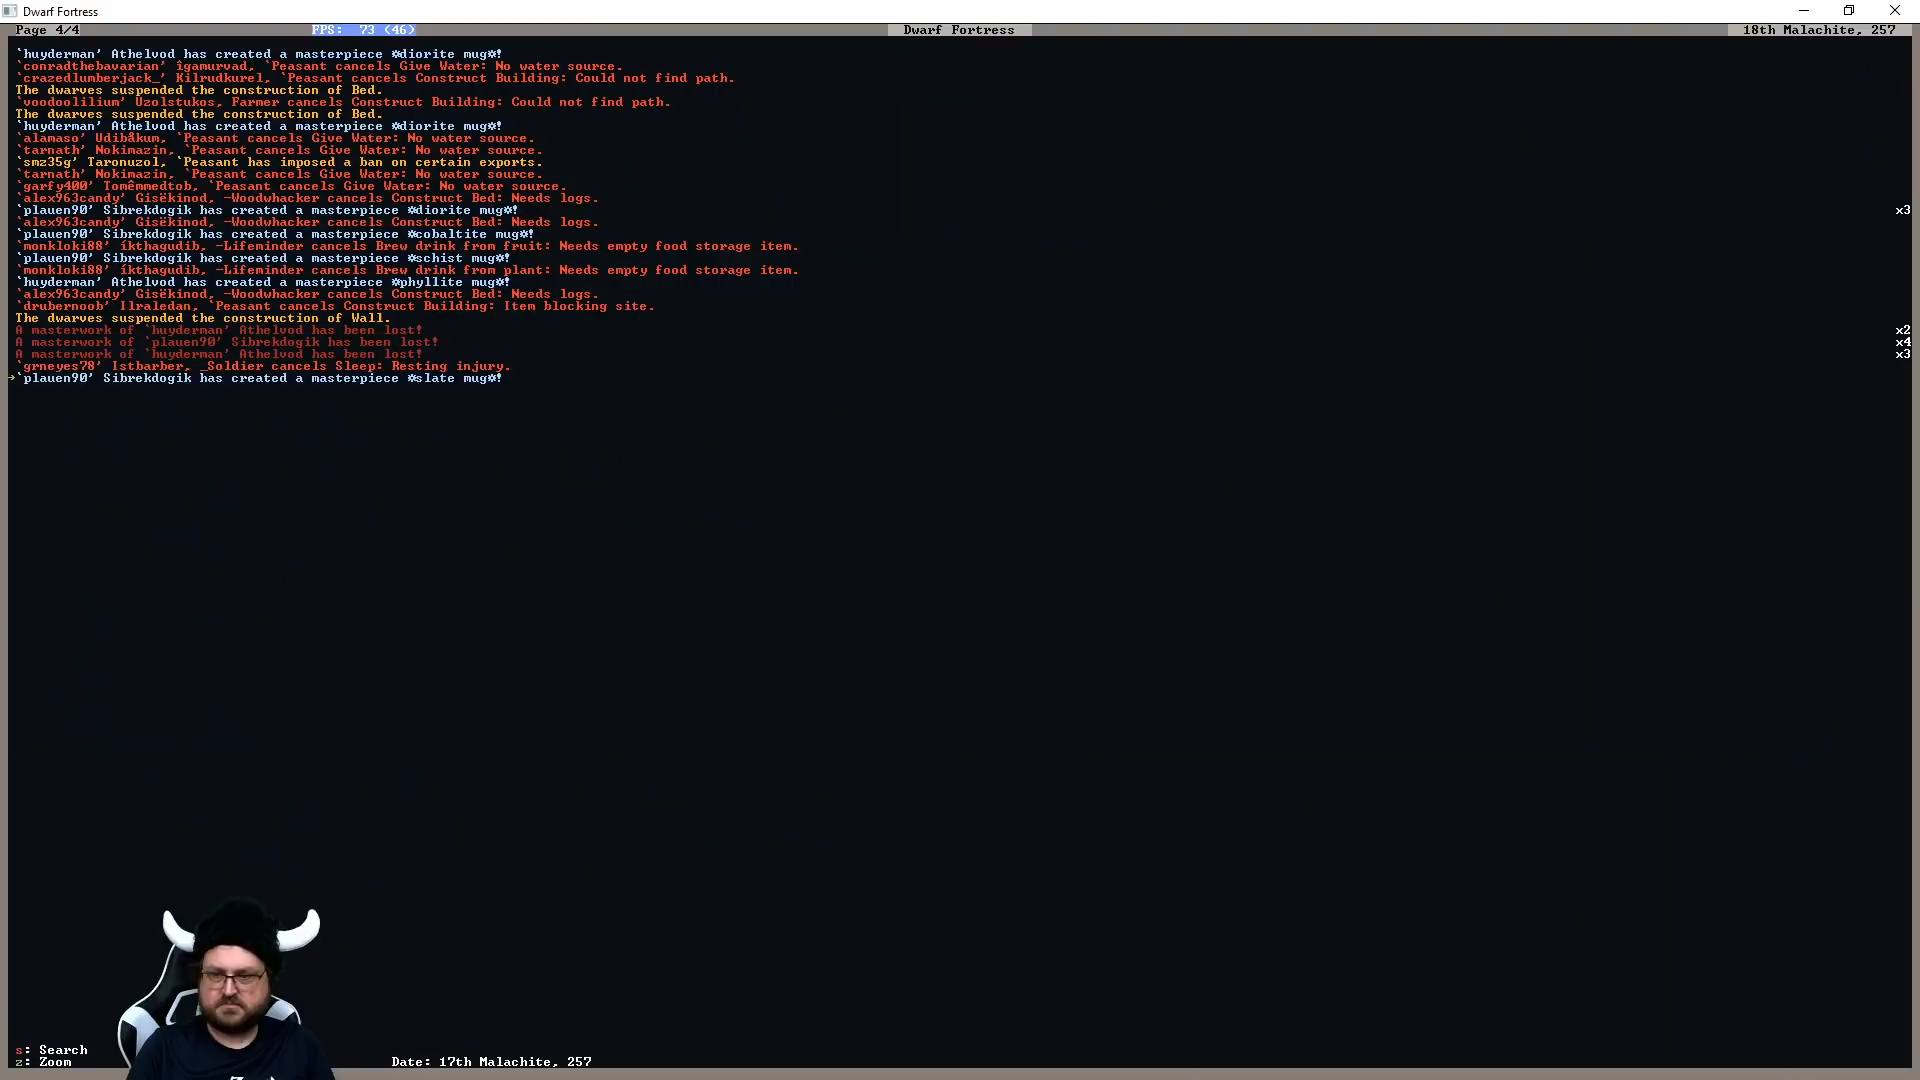 Dwarf Fortress
Page 4/4 FPS: 73 (46) Dwarf Fortress 18th Malachite, 257
`huyderman' Athelvod has created a masterpiece ☼diorite mug☼!
`conradthebavarian' îgamurvad, `Peasant cancels Give Water: No water source.
`crazedlumberjack_' Kilrudkurel, `Peasant cancels Construct Building: Could not find path.
The dwarves suspended the construction of Bed.
`voodoolilium' Uzolstukos, Farmer cancels Construct Building: Could not find path.
The dwarves suspended the construction of Bed.
`huyderman' Athelvod has created a masterpiece ☼diorite mug☼!
`alamaso' Udibåkum, `Peasant cancels Give Water: No water source.
`tarnath' Nokimazin, `Peasant cancels Give Water: No water source.
`smz35g' Taronuzol, `Peasant has imposed a ban on certain exports.
`tarnath' Nokimazin, `Peasant cancels Give Water: No water source.
`garfy400' Tomêmmedtob, `Peasant cancels Give Water: No water source.
`alex963candy' Gisëkinod, -Woodwhacker cancels Construct Bed: Needs logs.
`plauen90' Sibrekdogik has created a masterpiece ☼diorite mug☼! x3
`alex963candy' Gisëkinod, -Woodwhacker cancels Construct Bed: Needs logs.
`plauen90' Sibrekdogik has created a masterpiece ☼cobaltite mug☼!
`monkloki88' íkthagudib, -Lifeminder cancels Brew drink from fruit: Needs empty food storage item.
`plauen90' Sibrekdogik has created a masterpiece ☼schist mug☼!
`monkloki88' íkthagudib, -Lifeminder cancels Brew drink from plant: Needs empty food storage item.
`huyderman' Athelvod has created a masterpiece ☼phyllite mug☼!
`alex963candy' Gisëkinod, -Woodwhacker cancels Construct Bed: Needs logs.
`drubernoob' Ilraledan, `Peasant cancels Construct Building: Item blocking site.
The dwarves suspended the construction of Wall.
A masterwork of `huyderman' Athelvod has been lost! x2
A masterwork of `plauen90' Sibrekdogik has been lost! x4
A masterwork of `huyderman' Athelvod has been lost! x3
`grneyes78' Istbarber, _Soldier cancels Sleep: Resting injury.
→`plauen90' Sibrekdogik has created a masterpiece ☼slate mug☼!
s: Search
z: Zoom Date: 17th Malachite, 257